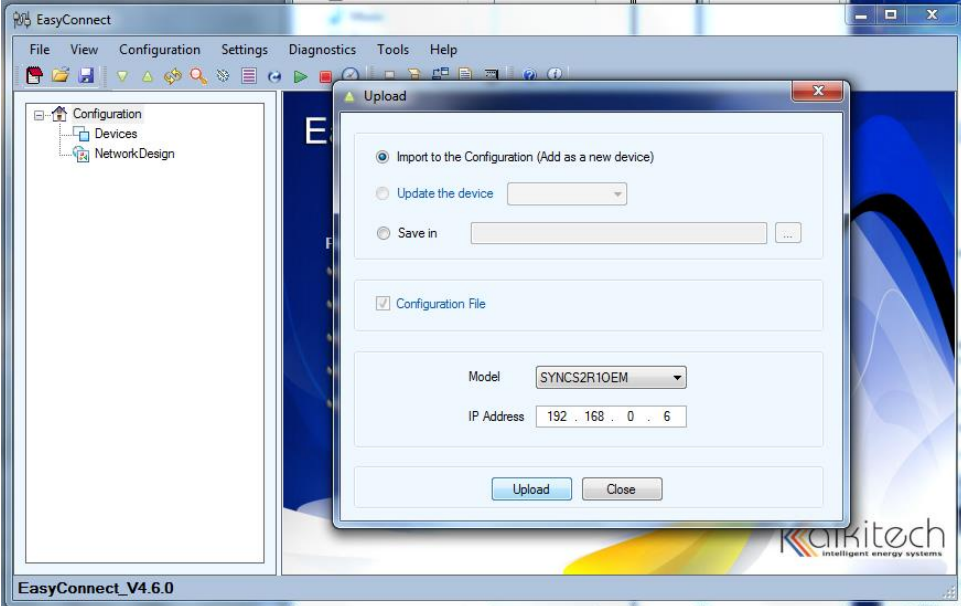 EasyConnect
File View Configuration Settings Diagnostics Tools Help
Upload
X
Configuration
Devices
NetworkDesign
E
Import to the Configuration (Add as a new device)
Update the device
Save in
...
Configuration File
Model SYNCS2R1OEM
IP Address 192 . 168 . 0 . 6
Upload Close
kalkitech
intelligent energy systems
EasyConnect_V4.6.0